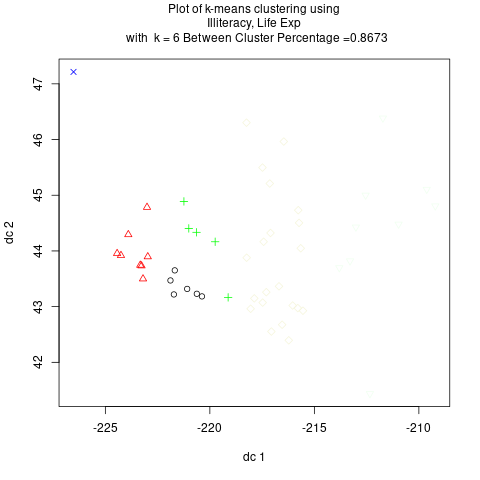 Plot of k-means clustering using
Illiteracy, Life Exp
with k = 6 Between Cluster Percentage =0.8673
47
46
45
44
43
42
dc 2
-225 -220 -215 -210
dc 1